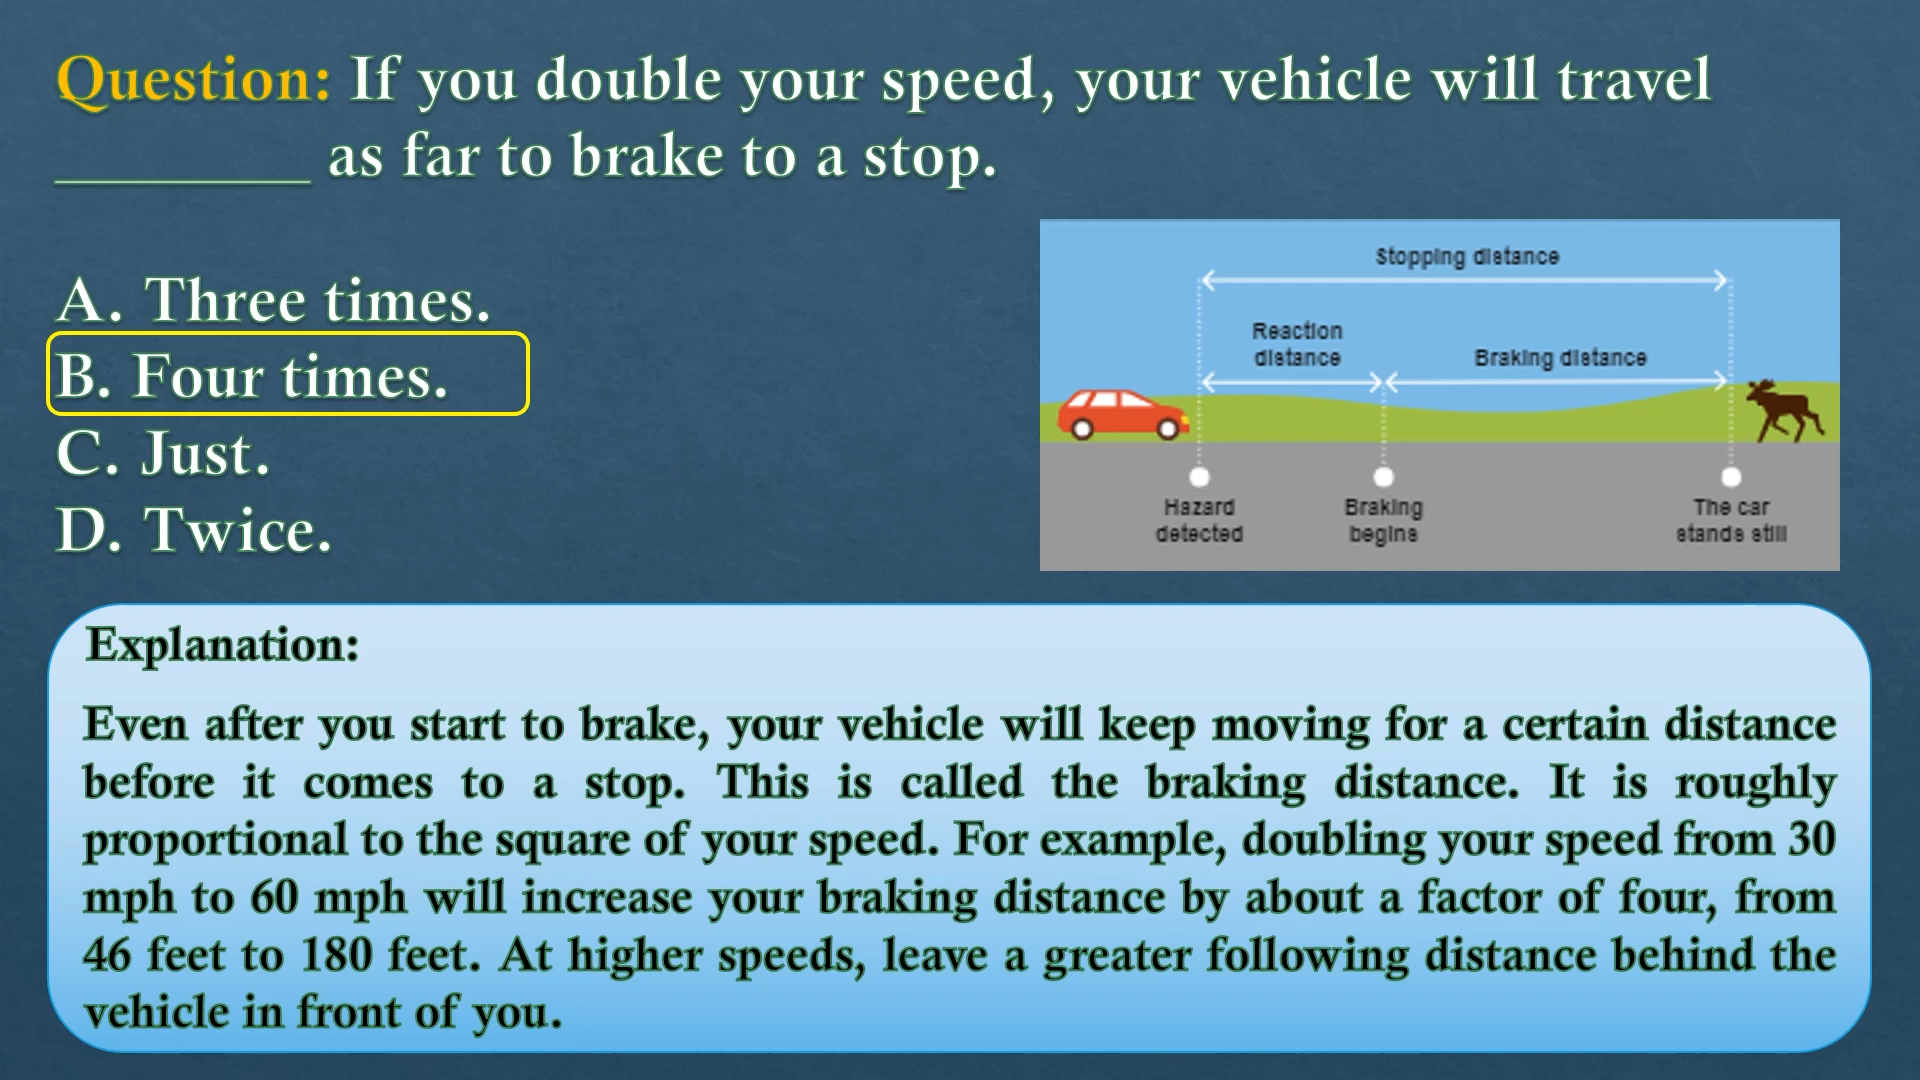 Question: If you double your speed, your vehicle will travel
_________ as far to brake to a stop.
A. Three times.
B. Four times.
C. Just.
D. Twice.
Stopping distance
Reaction
distance
Braking distance
Hazard
detected
Braking
begins
The car
stands still
Explanation:
Even after you start to brake, your vehicle will keep moving for a certain distance
before it comes to a stop. This is called the braking distance. It is roughly
proportional to the square of your speed. For example, doubling your speed from 30
mph to 60 mph will increase your braking distance by about a factor of four, from
46 feet to 180 feet. At higher speeds, leave a greater following distance behind the
vehicle in front of you.